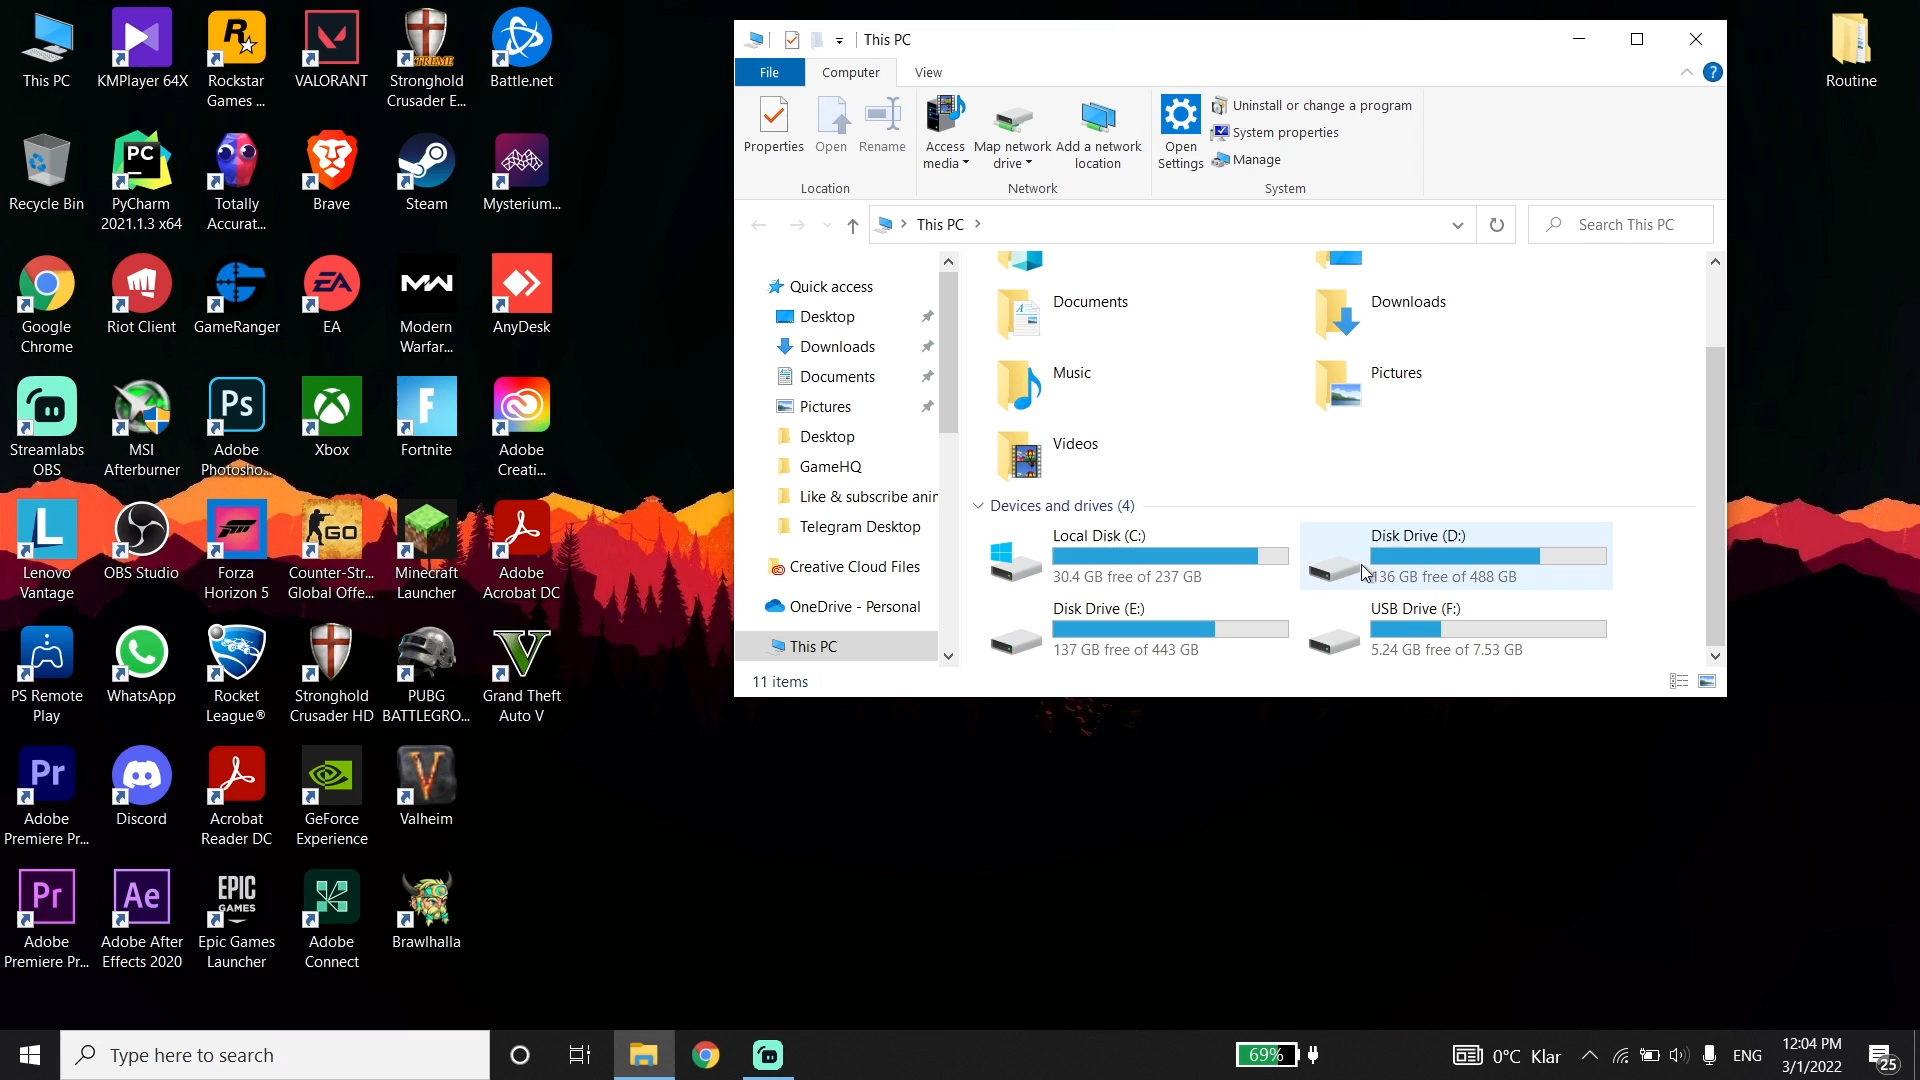 This PC
KMPlayer 64X
Rockstar
Games ...
VALORANT
Stronghold
Crusader E...
Battle.net
Recycle Bin
PyCharm
2021.1.3 x64
Totally
Accurat...
Brave
Steam
Mysterium...
Google
Chrome
Riot Client
GameRanger
EA
Modern
Warfar...
AnyDesk
Streamlabs
OBS
MSI
Afterburner
Adobe
Photosho...
Xbox
Fortnite
Adobe
Creati...
Lenovo
Vantage
OBS Studio
Forza
Horizon 5
Counter-Str...
Global Offe...
Minecraft
Launcher
Adobe
Acrobat DC
PS Remote
Play
WhatsApp
Rocket
League®
Stronghold
Crusader HD
PUBG
BATTLEGRO...
Grand Theft
Auto V
Adobe
Premiere Pr...
Discord
Acrobat
Reader DC
GeForce
Experience
Valheim
Adobe
Premiere Pr...
Adobe After
Effects 2020
EPIC
GAMES
Epic Games
Launcher
Adobe
Connect
Brawlhalla
Routine
This PC
File
Computer
View
Properties
Open
Rename
Location
Access
media
Map network
drive
Add a network
location
Network
Open
Settings
Uninstall or change a program
System properties
Manage
System
This PC
Search This PC
Quick access
Desktop
Downloads
Documents
Pictures
Desktop
GameHQ
Like & subscribe anir
Telegram Desktop
Creative Cloud Files
OneDrive - Personal
This PC
Documents
Downloads
Music
Pictures
Videos
Devices and drives (4)
Local Disk (C:)
30.4 GB free of 237 GB
Disk Drive (D:)
136 GB free of 488 GB
Disk Drive (E:)
137 GB free of 443 GB
USB Drive (F:)
5.24 GB free of 7.53 GB
11 items
Type here to search
69%
0°C Klar
ENG
12:04 PM
3/1/2022
25